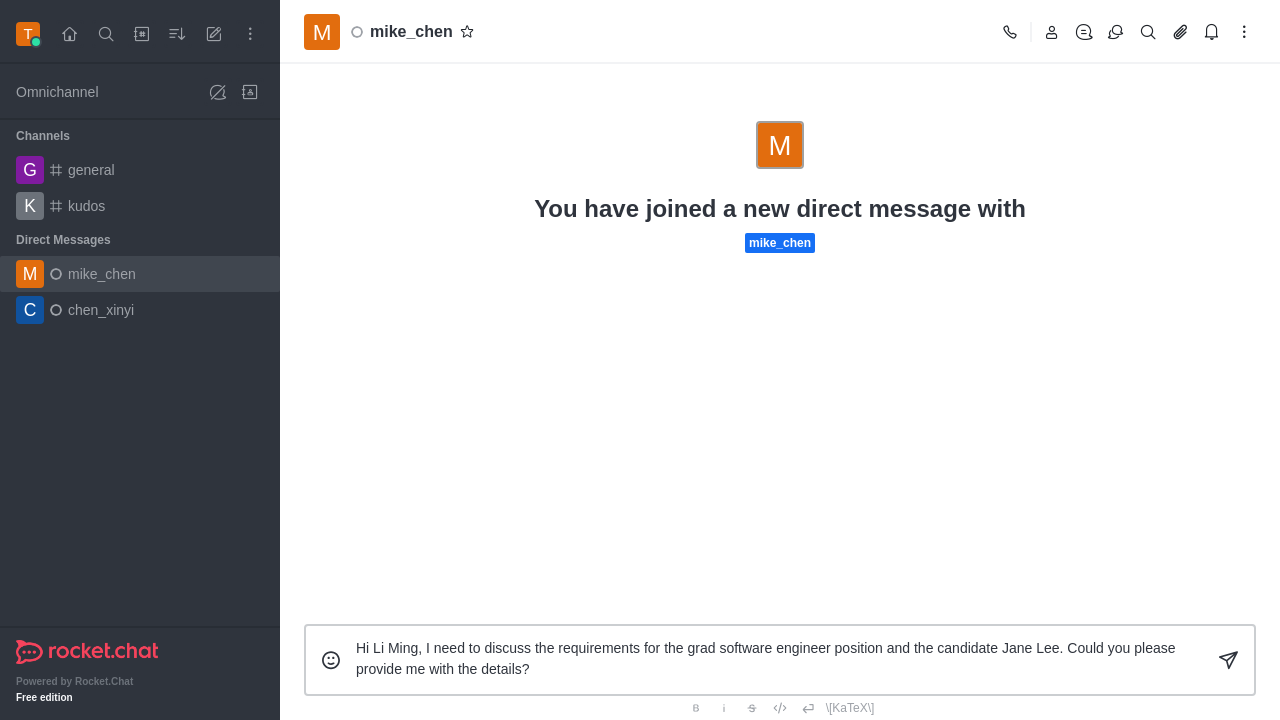 T
Omnichannel
Channels
G general
K kudos
Direct Messages
M mike_chen
C chen_xinyi
rocket.chat
Powered by Rocket.Chat
Free edition
M mike_chen
M
You have joined a new direct message with
mike_chen
Hi Li Ming, I need to discuss the requirements for the grad software engineer position and the candidate Jane Lee. Could you please
provide me with the details?
B i S \[KaTeX\]